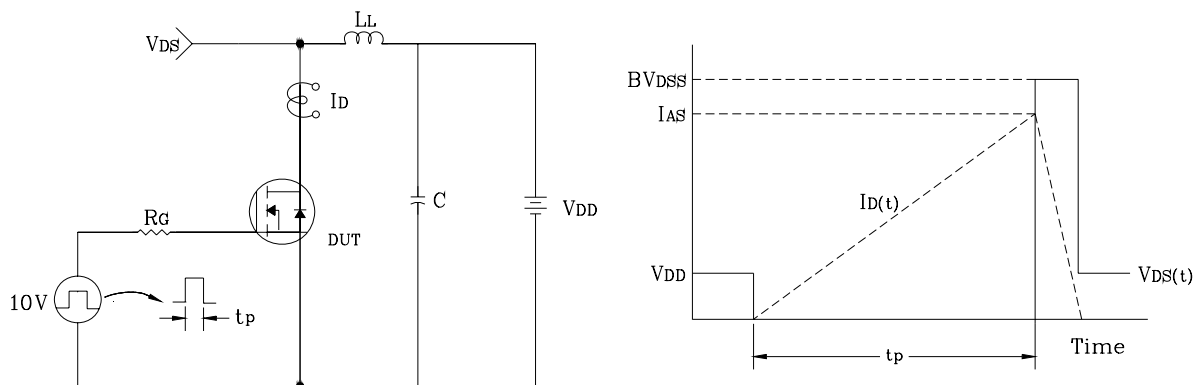 VDS
LL
ID
RG
DUT
C
VDD
10V
tp
BVDSS
IAS
ID(t)
VDD
VDS(t)
tp
Time